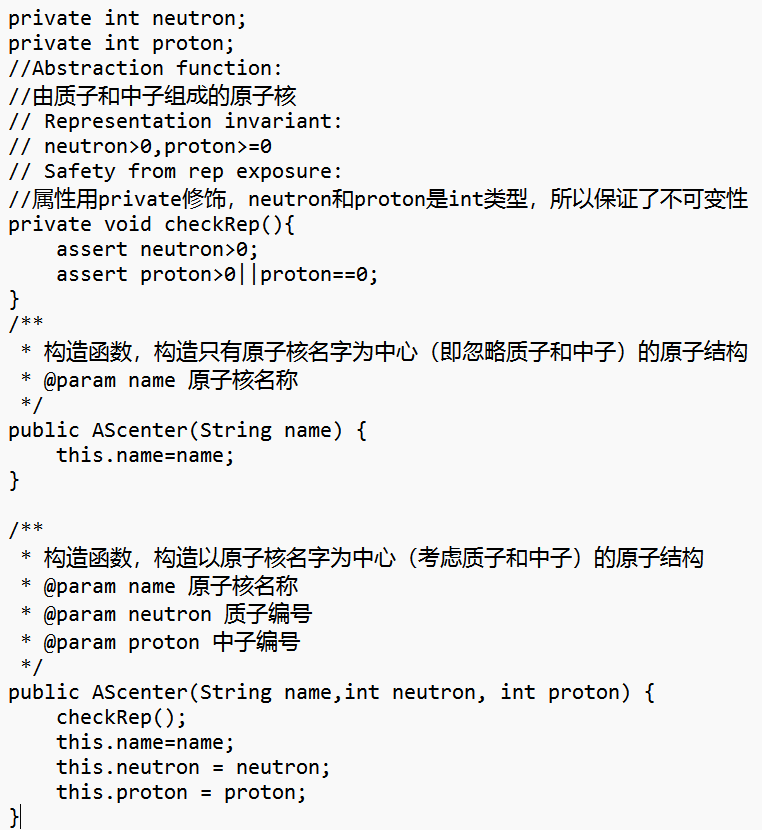 private int neutron;
private int proton;
//Abstraction function:
//由质子和中子组成的原子核
// Representation invariant:
// neutron>0,proton>=0
// Safety from rep exposure:
//属性用private修饰，neutron和proton是int类型，所以保证了不可变性
private void checkRep(){
    assert neutron>0;
    assert proton>0||proton==0;
}
/**
 * 构造函数，构造只有原子核名字为中心（即忽略质子和中子）的原子结构
 * @param name 原子核名称
 */
public AScenter(String name) {
    this.name=name;
}

/**
 * 构造函数，构造以原子核名字为中心（考虑质子和中子）的原子结构
 * @param name 原子核名称
 * @param neutron 质子编号
 * @param proton 中子编号
 */
public AScenter(String name,int neutron, int proton) {
    checkRep();
    this.name=name;
    this.neutron = neutron;
    this.proton = proton;
}